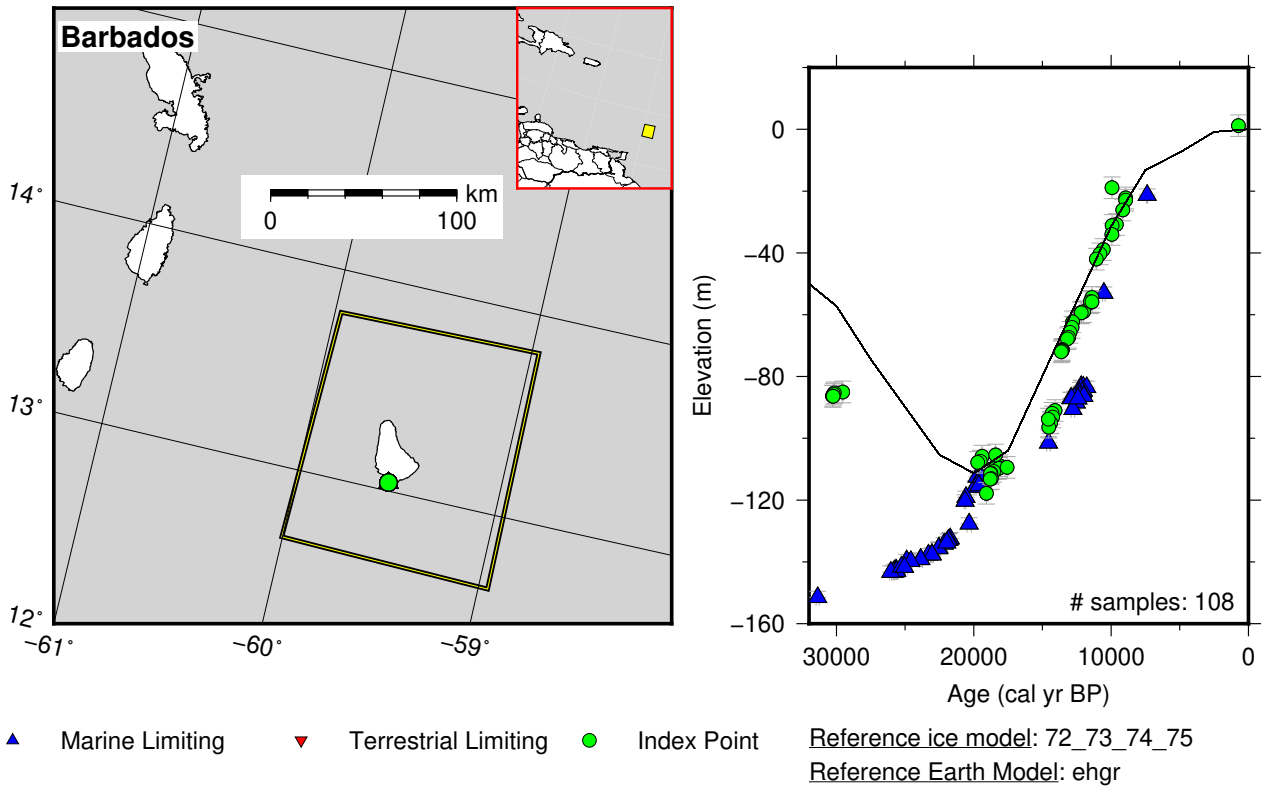 Barbados
km
0 100
14°
13°
12°
−61° −60° −59°
0
−40
−80
−120
−160
Elevation (m)
# samples: 108
30000 20000 10000 0
Age (cal yr BP)
Marine Limiting Terrestrial Limiting Index Point
Reference ice model: 72_73_74_75
Reference Earth Model: ehgr